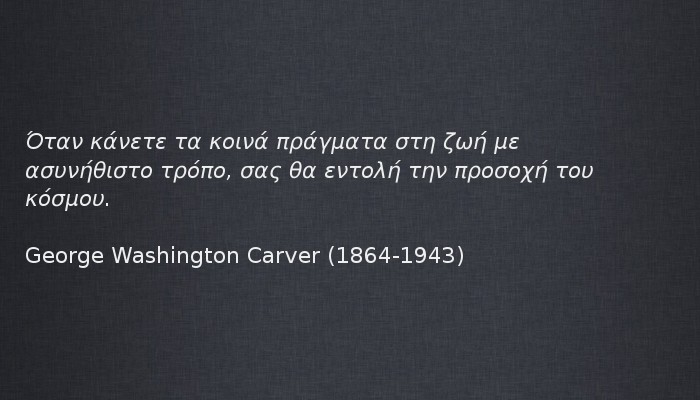 Όταν κάνετε τα κοινά πράγματα στη ζωή με
ασυνήθιστο τρόπο, σας θα εντολή την προσοχή του
κόσμου.
George Washington Carver (1864-1943)